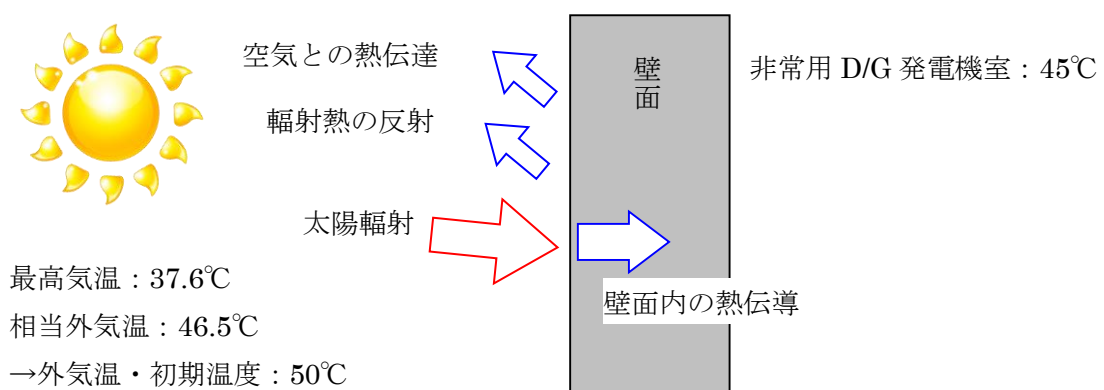 空気との熱伝達
輻射熱の反射
太陽輻射
最高気温：37.6℃
相当外気温：46.5℃
→外気温・初期温度：50℃
壁面
壁面内の熱伝導
非常用 D/G 発電機室：45℃